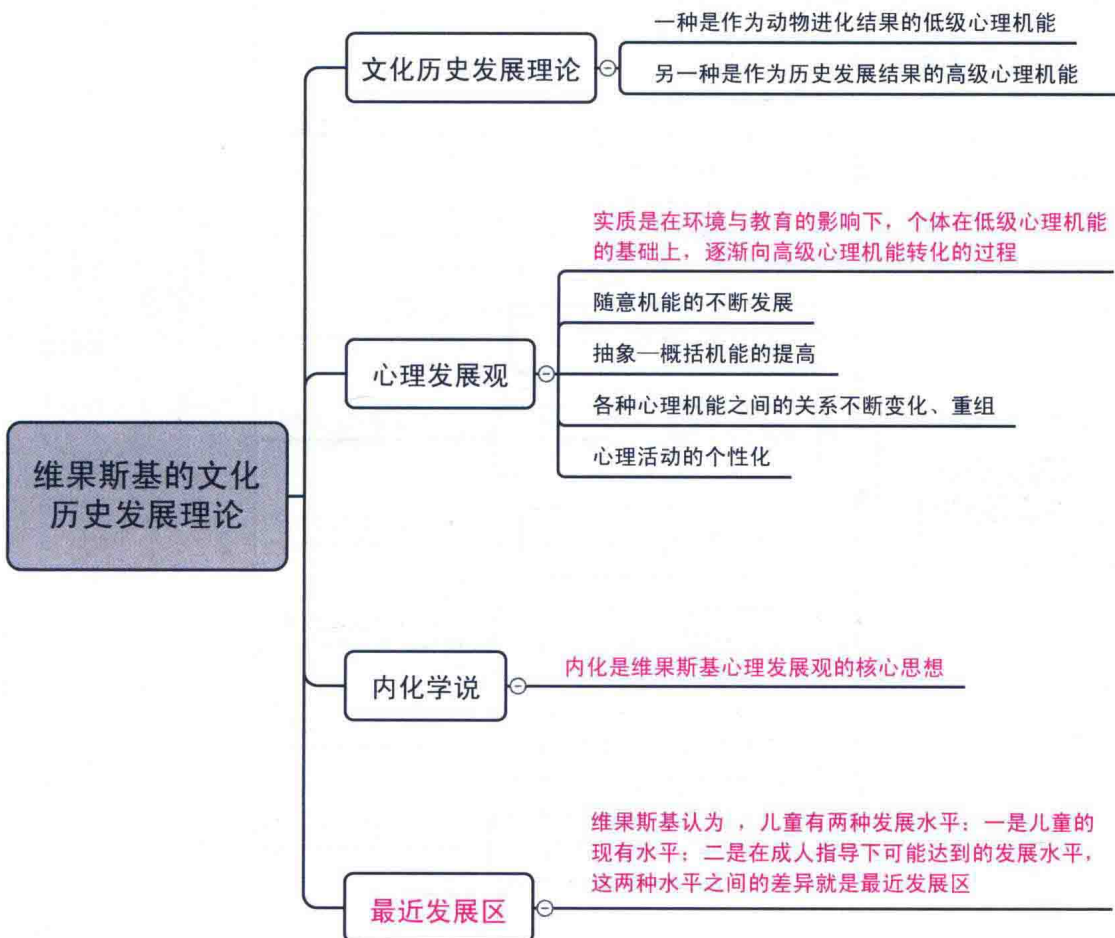 文化历史发展理论
一种是作为动物进化结果的低级心理机能
另一种是作为历史发展结果的高级心理机能
心理发展观
实质是在环境与教育的影响下，个体在低级心理机能
的基础上，逐渐向高级心理机能转化的过程
随意机能的不断发展
抽象—概括机能的提高
各种心理机能之间的关系不断变化、重组
心理活动的个性化
维果斯基的文化
历史发展理论
内化学说
内化是维果斯基心理发展观的核心思想
最近发展区
维果斯基认为 ，儿童有两种发展水平：一是儿童的
现有水平；二是在成人指导下可能达到的发展水平，
这两种水平之间的差异就是最近发展区